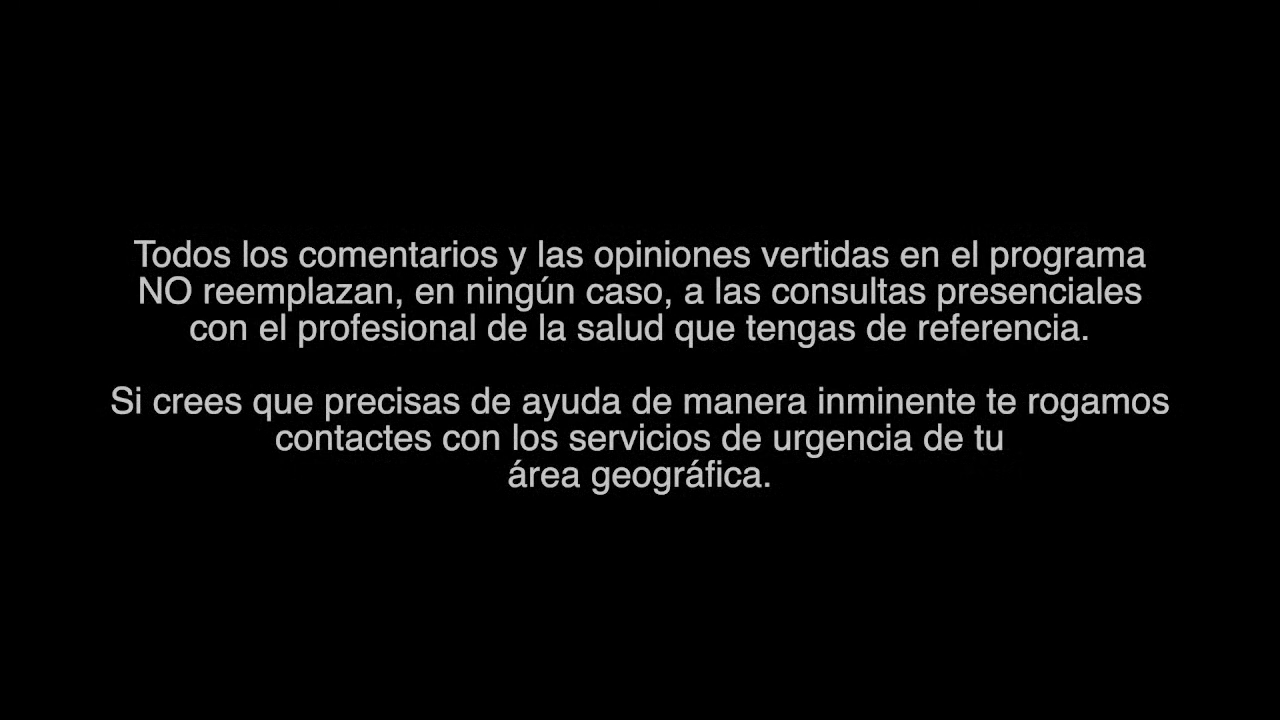 Todos los comentarios y las opiniones vertidas en el programa
NO reemplazan, en ningún caso, a las consultas presenciales
con el profesional de la salud que tengas de referencia.
Si crees que precisas de ayuda de manera inminente te rogamos
contactes con los servicios de urgencia de tu
área geográfica.